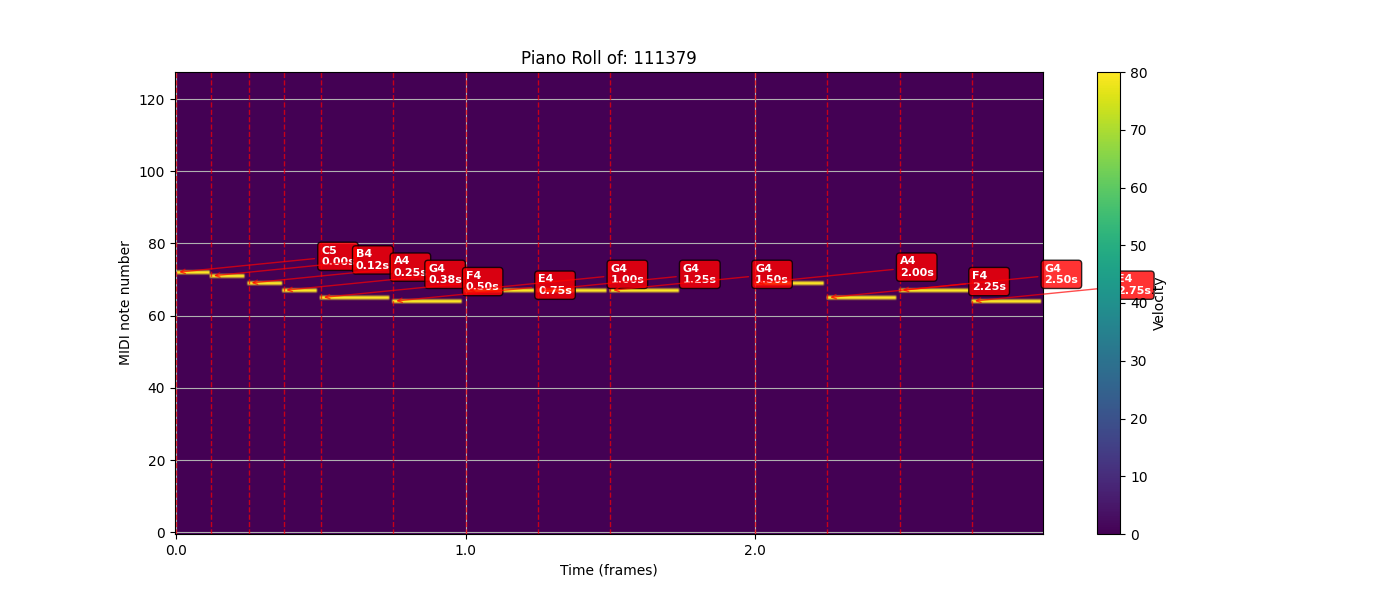 Piano Roll of: 111379
MIDI note number
120
100
80
60
40
20
0
C5
0.00s
B4
0.12s
A4
0.25s
G4
0.38s
F4
0.50s
E4
0.75s
G4
1.00s
G4
1.25s
G4
1.50s
A4
2.00s
F4
2.25s
G4
2.50s
E4
2.75s
0.0
1.0
2.0
Time (frames)
80
70
60
50
40
30
20
10
0
Velocity